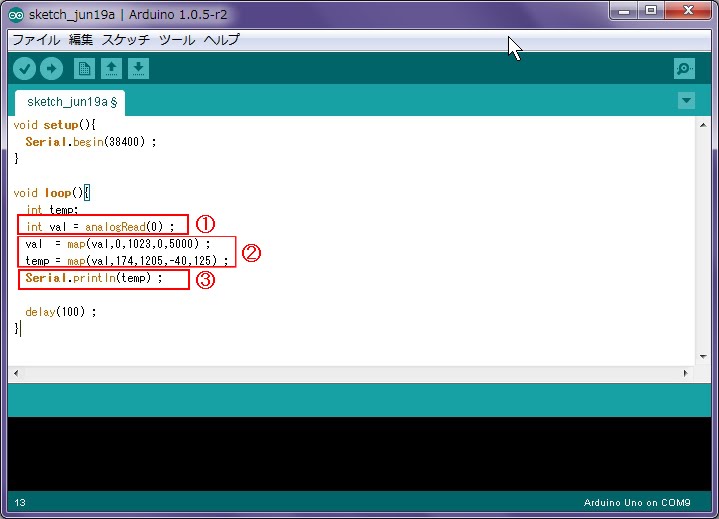 sketch_jun19a | Arduino 1.0.5-r2
ファイル 編集 スケッチ ツール ヘルプ
sketch_jun19a §
void setup(){
  Serial.begin(38400) ;
}

void loop(){
  int temp;
  int val = analogRead(0) ; ①
  val  = map(val,0,1023,0,5000) ;
  temp = map(val,174,1205,-40,125) ; ②
  Serial.println(temp) ; ③

  delay(100) ;
}
13 Arduino Uno on COM9